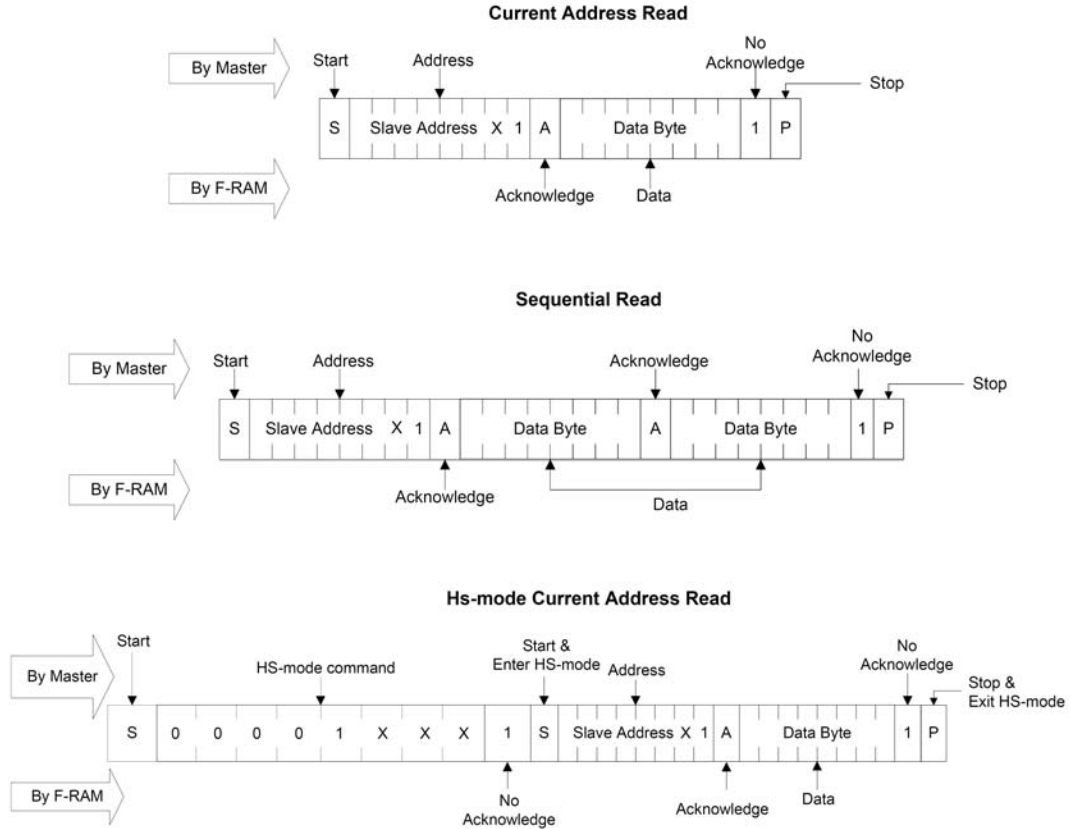 Current Address Read
By Master
Start
Address
No
Acknowledge
Stop
S Slave Address X 1 A Data Byte 1 P
By F-RAM
Acknowledge
Data
Sequential Read
By Master
Start
Address
Acknowledge
No
Acknowledge
Stop
S Slave Address X 1 A Data Byte A Data Byte 1 P
By F-RAM
Acknowledge
Data
Hs-mode Current Address Read
By Master
Start
HS-mode command
Start &
Enter HS-mode
Address
No
Acknowledge
Stop &
Exit HS-mode
S 0 0 0 0 1 X X X 1 S Slave Address X 1 A Data Byte 1 P
By F-RAM
No
Acknowledge
Acknowledge
Data